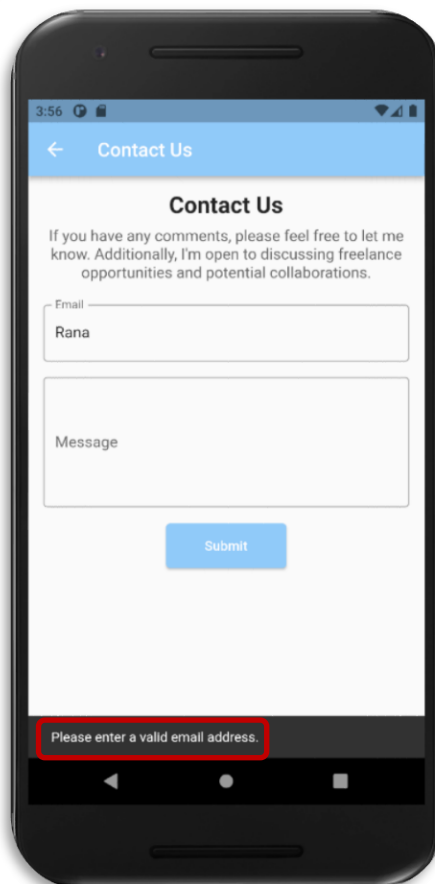 3:56
Contact Us
Contact Us
If you have any comments, please feel free to let me
know. Additionally, I'm open to discussing freelance
opportunities and potential collaborations.
Email
Rana
Message
Submit
Please enter a valid email address.